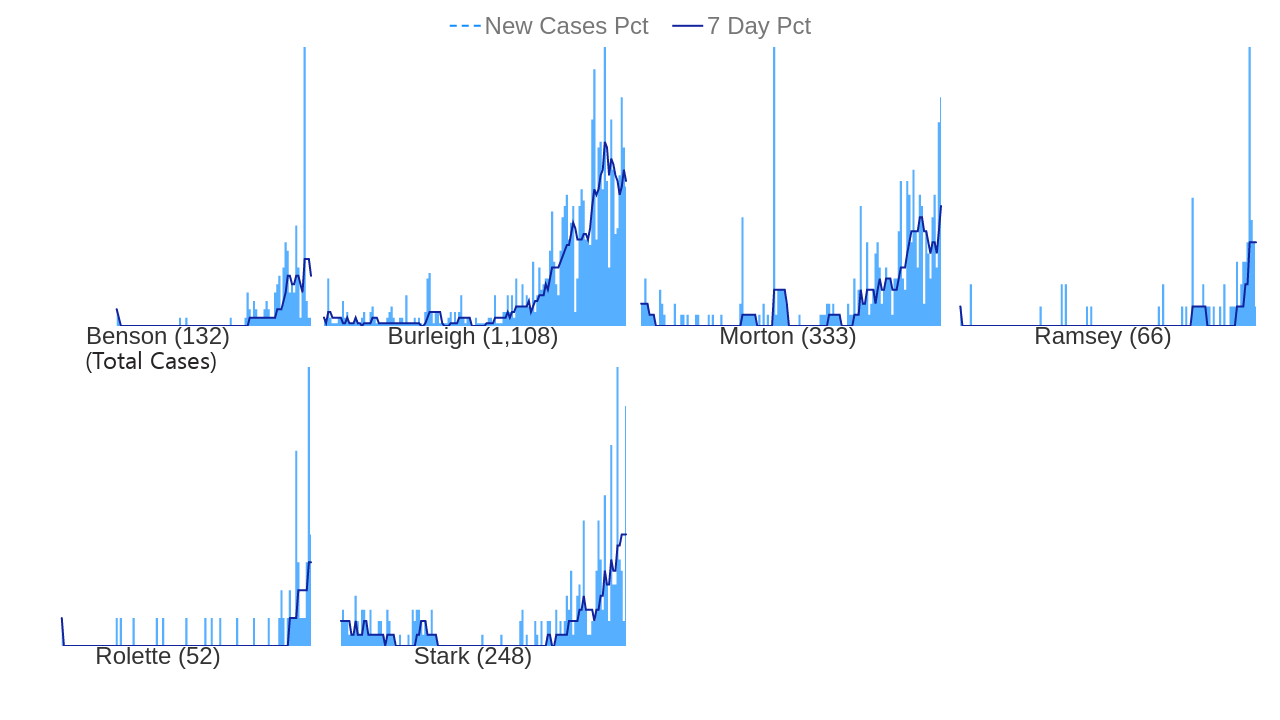 New Cases Pct 7 Day Pct
Benson (132) Burleigh (1,108) Morton (333) Ramsey (66)
(Total Cases)
Rolette (52) Stark (248)